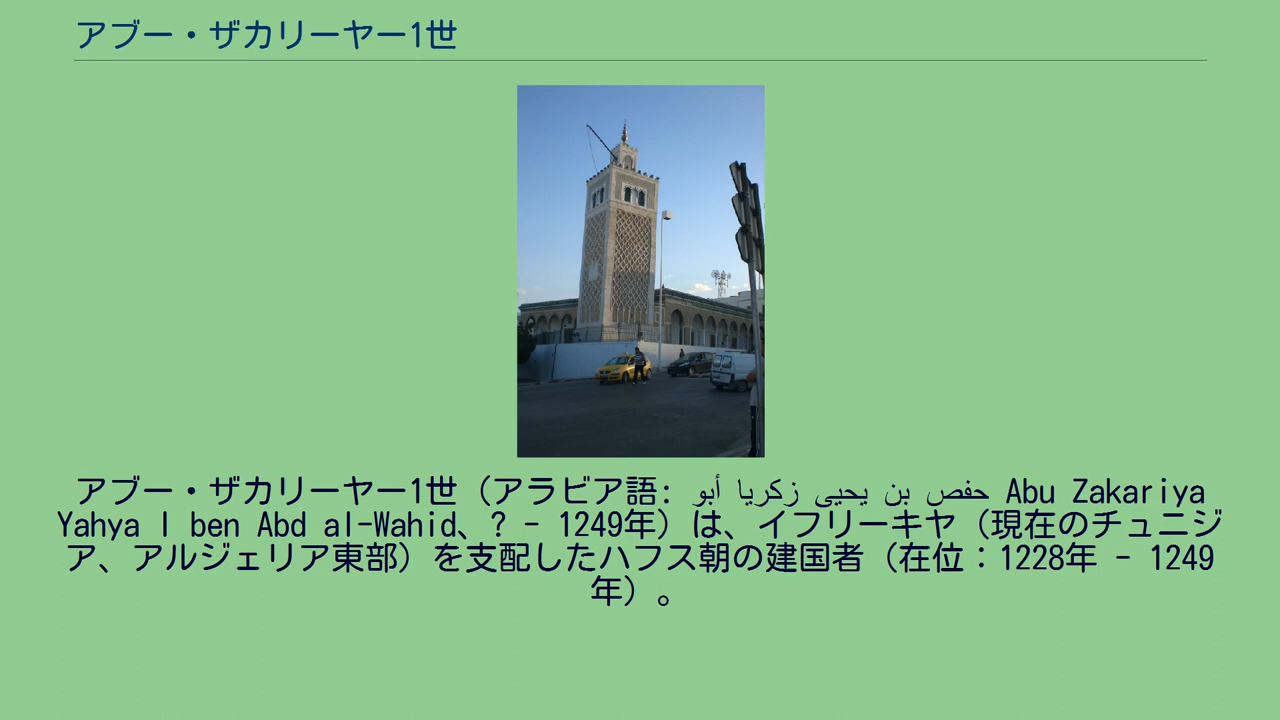 アブー・ザカリーヤー1世
アブー・ザカリーヤー1世（アラビア語: حفص بن يحيى زكريا أبو Abu Zakariya
Yahya I ben Abd al-Wahid、? - 1249年）は、イフリーキヤ（現在のチュニジ
ア、アルジェリア東部）を支配したハフス朝の建国者（在位：1228年 - 1249
年）。